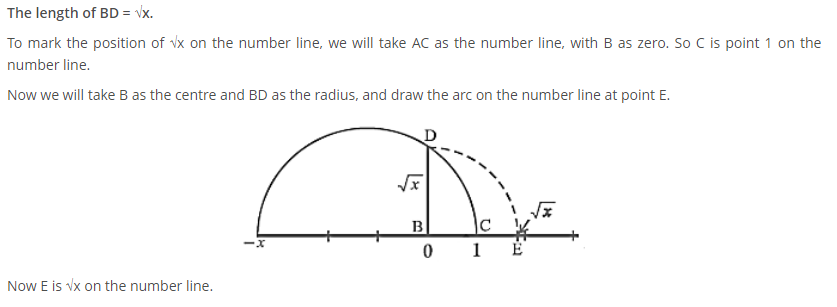 The length of BD = √x.
To mark the position of √x on the number line, we will take AC as the number line, with B as zero. So C is point 1 on the
number line.
Now we will take B as the centre and BD as the radius, and draw the arc on the number line at point E.
D
√x
√x
B
C
−x
0
1
E
Now E is √x on the number line.